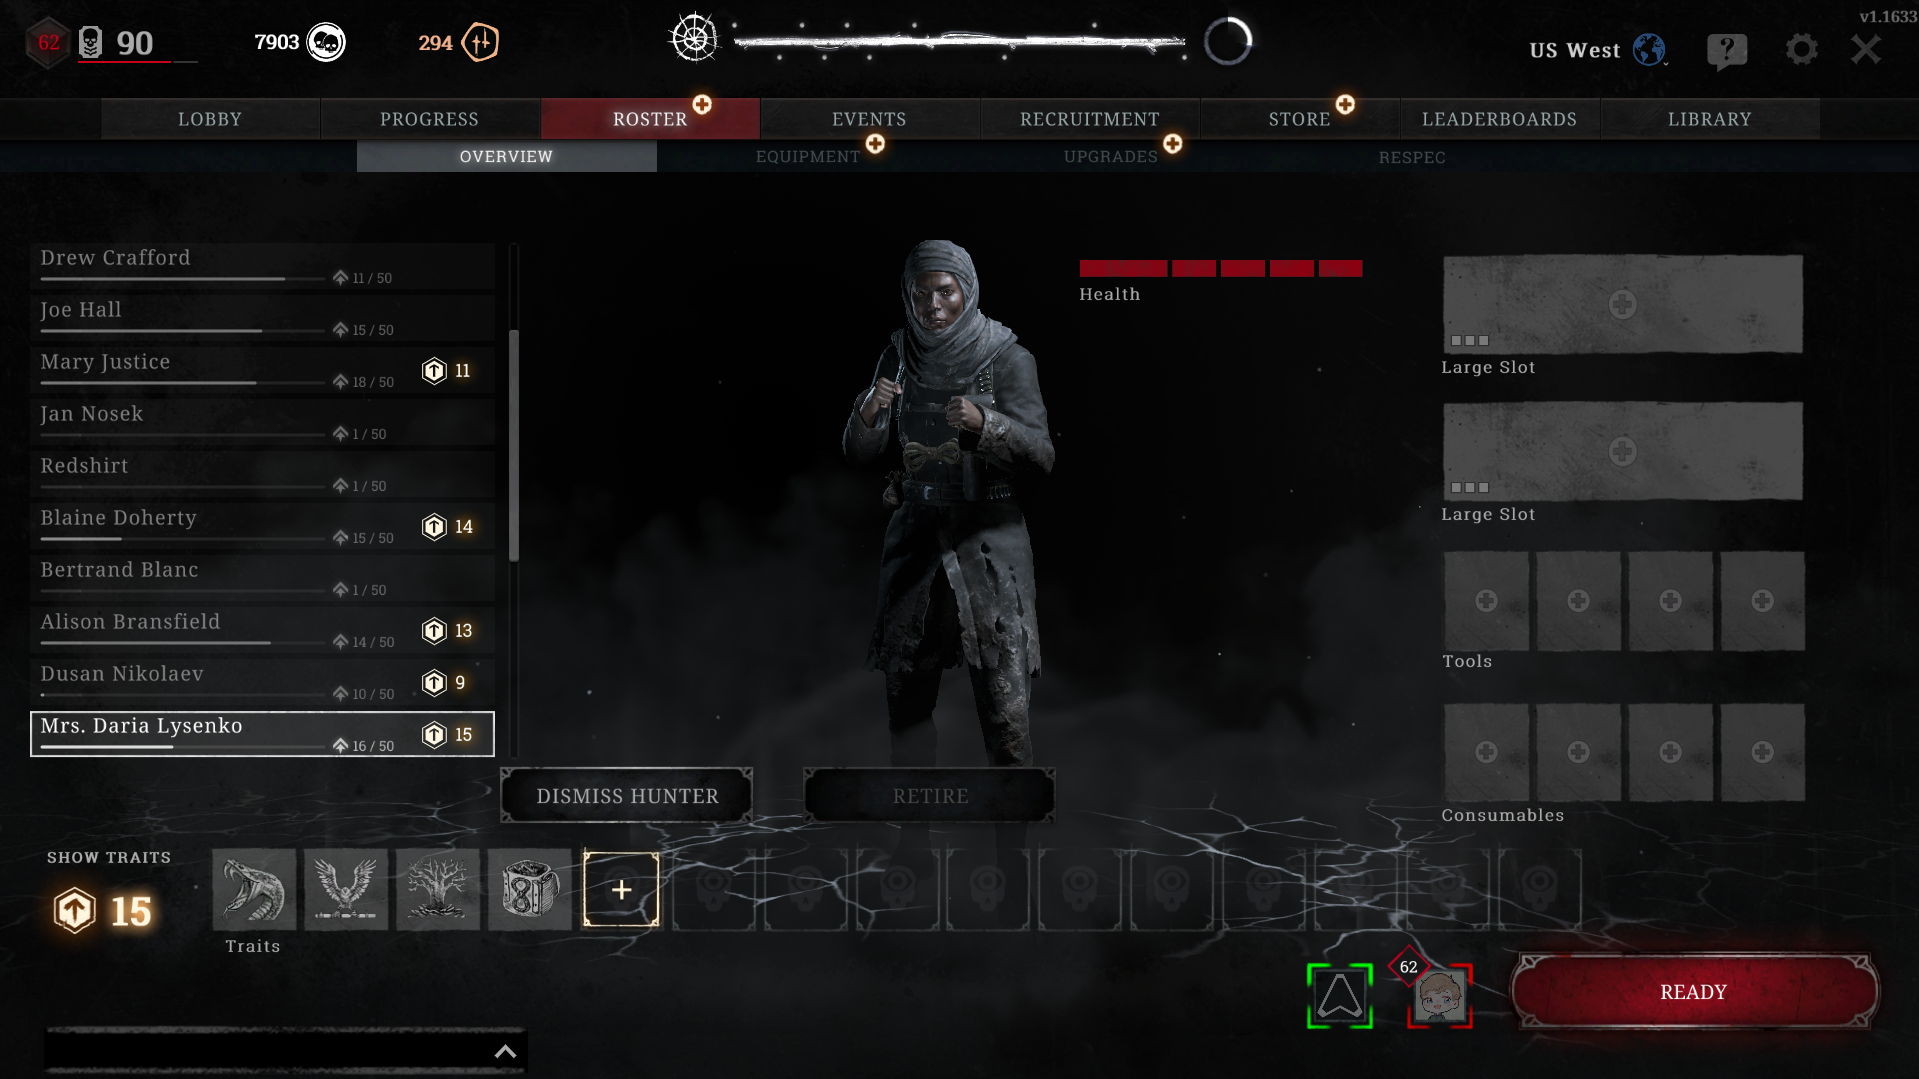 v1.1633
62
90
7903
294
US West
LOBBY
PROGRESS
ROSTER
EVENTS
RECRUITMENT
STORE
LEADERBOARDS
LIBRARY
OVERVIEW
EQUIPMENT
UPGRADES
RESPEC
Drew Crafford
11 / 50
Joe Hall
15 / 50
Mary Justice
18 / 50
11
Jan Nosek
1 / 50
Redshirt
1 / 50
Blaine Doherty
15 / 50
14
Bertrand Blanc
1 / 50
Alison Bransfield
14 / 50
13
Dusan Nikolaev
10 / 50
9
Mrs. Daria Lysenko
16 / 50
15
Health
Large Slot
Large Slot
Tools
Consumables
DISMISS HUNTER
RETIRE
SHOW TRAITS
15
Traits
62
READY